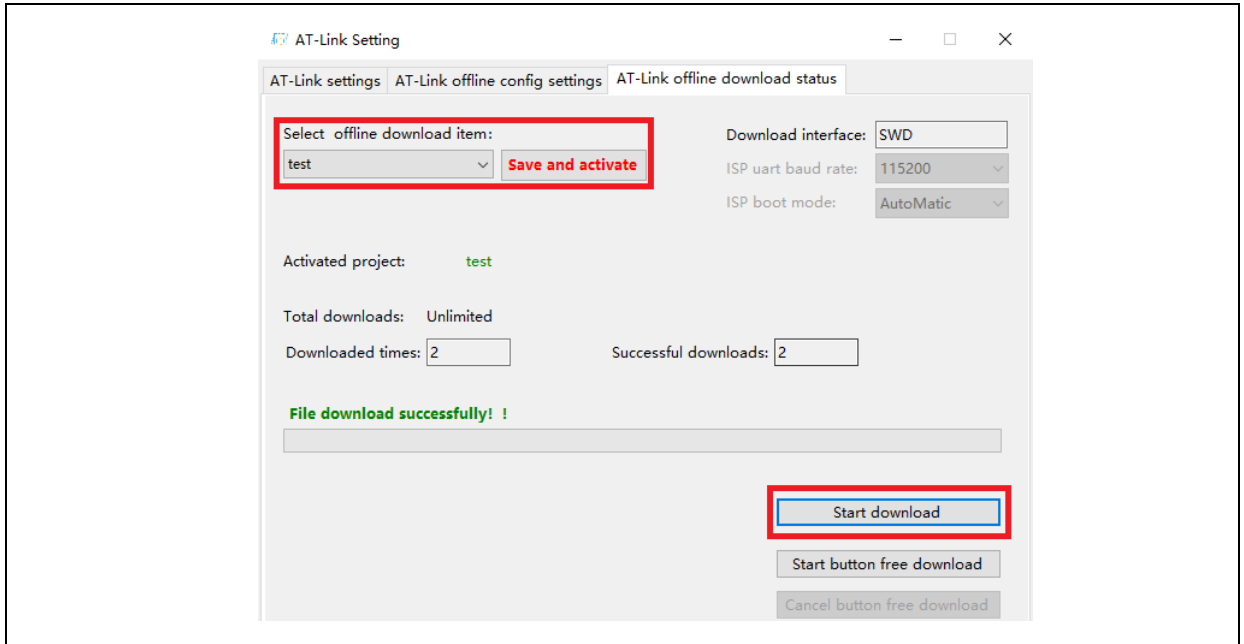 AT-Link Setting
AT-Link settings AT-Link offline config settings AT-Link offline download status
Select offline download item:
test Save and activate
Download interface: SWD
ISP uart baud rate: 115200
ISP boot mode: AutoMatic
Activated project: test
Total downloads: Unlimited
Downloaded times: 2 Successful downloads: 2
File download successfully! !
Start download
Start button free download
Cancel button free download